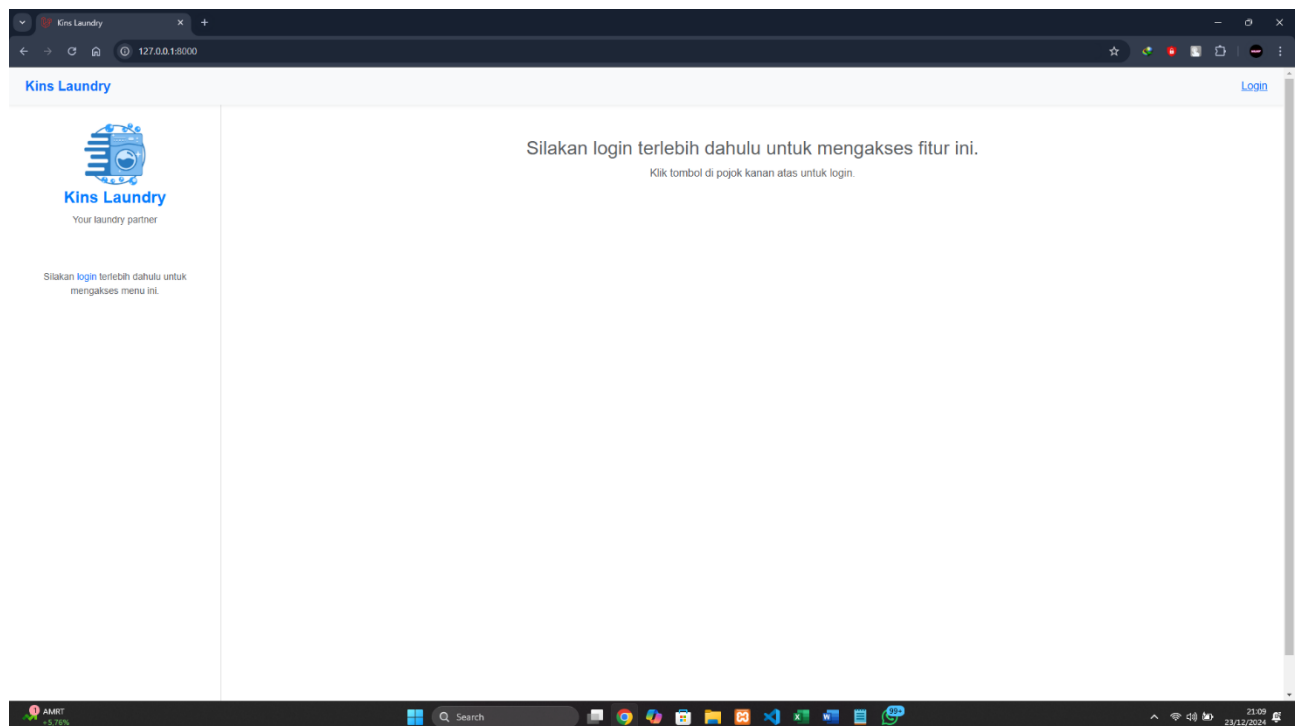 Kins Laundry
127.0.0.1:8000
Kins Laundry
Login
Kins Laundry
Your laundry partner
Silakan login terlebih dahulu untuk
mengakses menu ini.
Silakan login terlebih dahulu untuk mengakses fitur ini.
Klik tombol di pojok kanan atas untuk login.
1
AMRT
+5.76%
Search
99+
21:09
23/12/2024